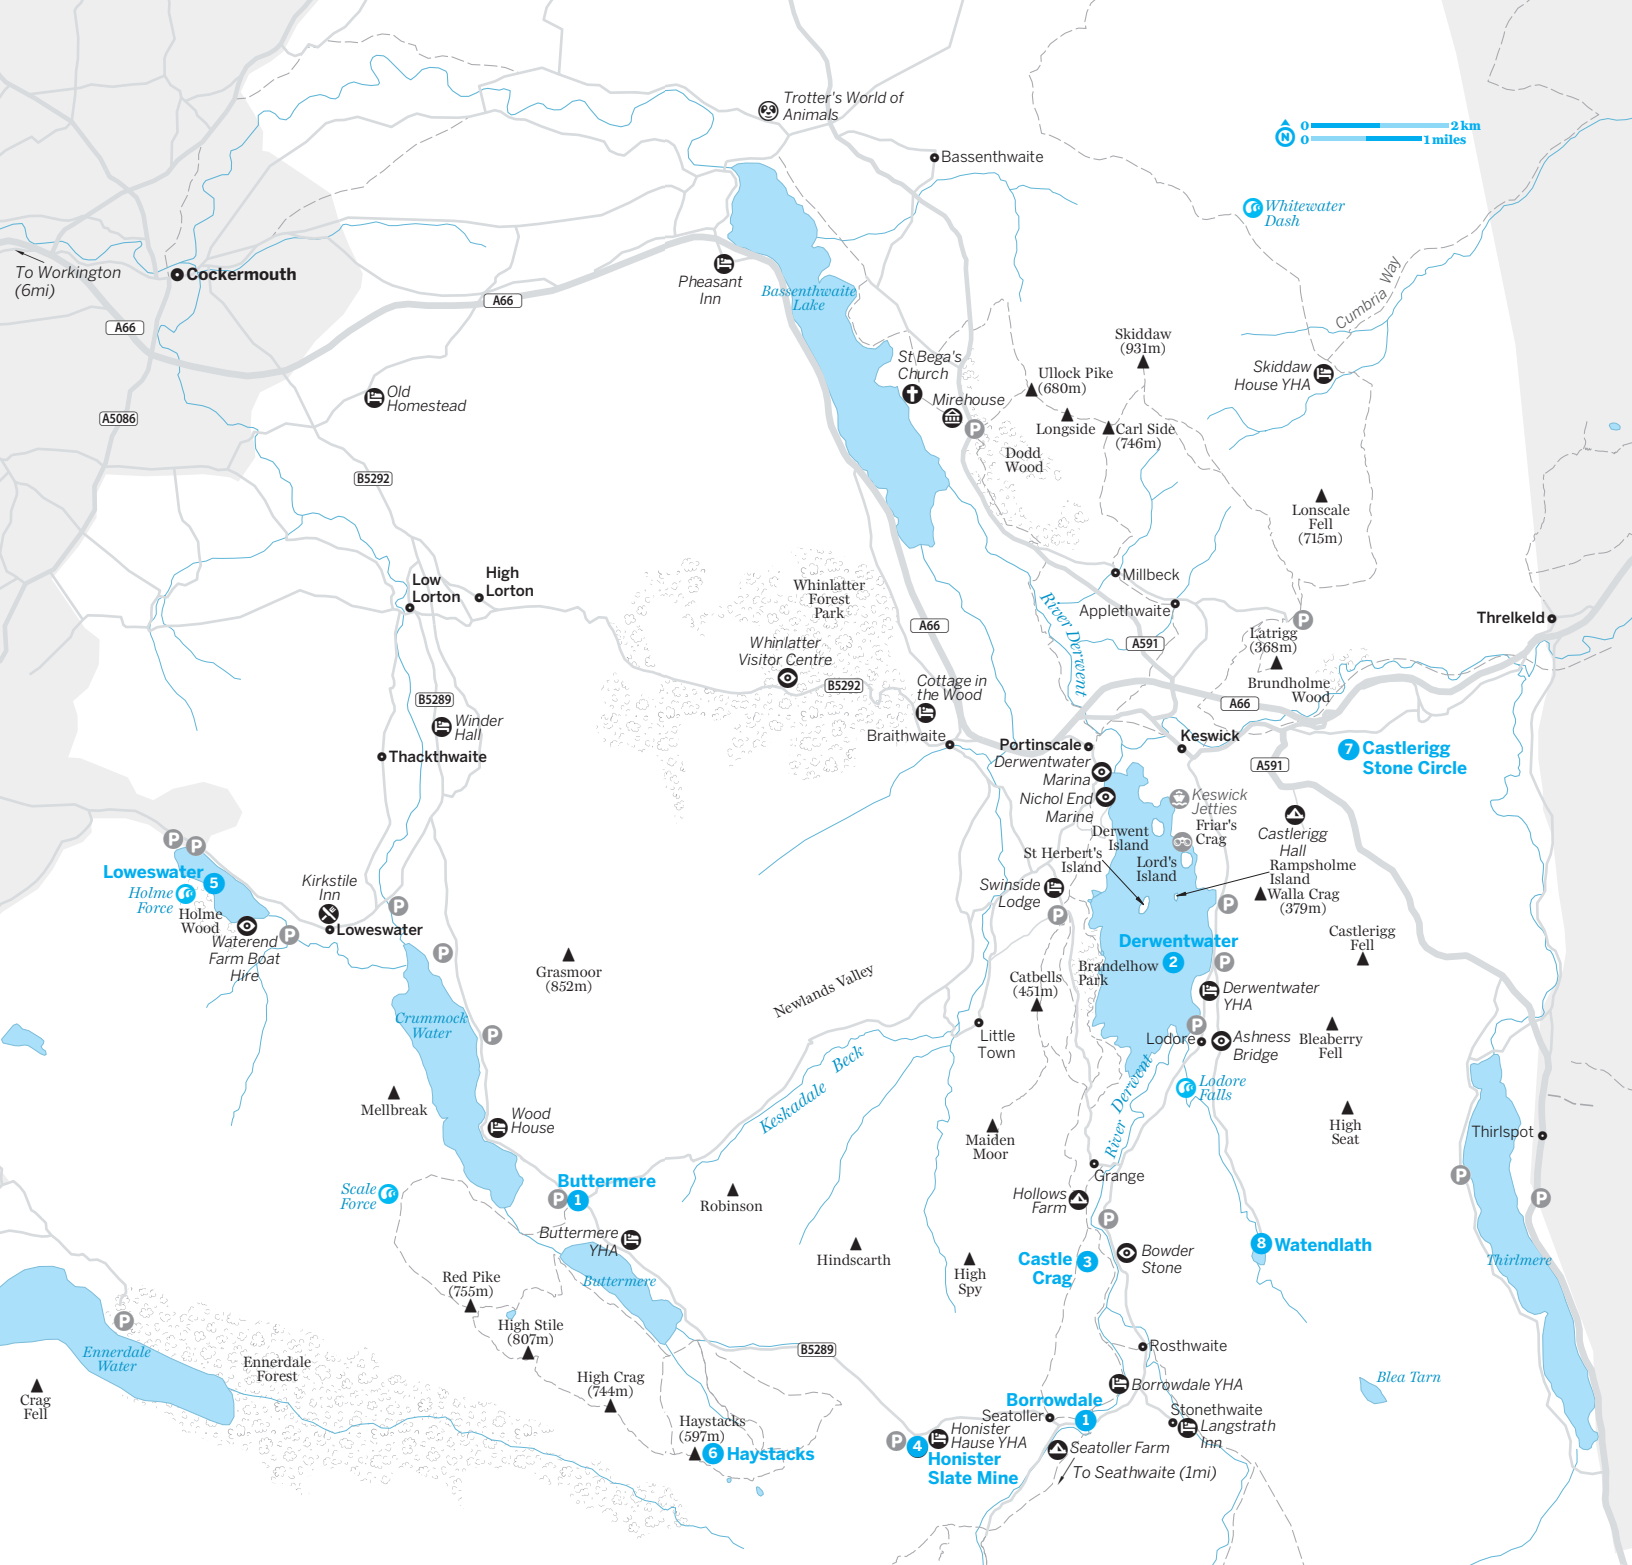 Trotter's World of
Animals
Bassenthwaite
0
2 km
N
0
1 miles
Whitewater
Dash
To Workington
(6mi)
Cockermouth
A66
A66
A5086
Pheasant
Inn
Bassenthwaite
Lake
Cumbria Way
Skiddaw
(931m)
Skiddaw
House YHA
St Bega's
Church
Mirehouse
P
Ullock Pike
(680m)
Longside
Carl Side
(746m)
Dodd
Wood
Old
Homestead
B5292
Lonscale
Fell
(715m)
Low
Lorton
High
Lorton
Whinlatter
Forest
Park
Whinlatter
Visitor Centre
B5292
A66
River Derwent
Millbeck
Applethwaite
A591
P
Latrigg
(368m)
Brundholme
Wood
A66
Threlkeld
B5289
Winder
Hall
Thackthwaite
Cottage in
the Wood
Braithwaite
Portinscale
Keswick
Derwentwater
Marina
Nichol End
Marine
A591
7
Castlerigg
Stone Circle
Keswick
Jetties
Friar's
Crag
Castlerigg
Hall
Derwent
Island
St Herbert's
Island
Lord's
Island
Rampsholme
Island
Walla Crag
(379m)
P
Swinside
Lodge
P
Castlerigg
Fell
P
P
Loweswater
5
Holme
Force
Holme
Wood
Waterend
Farm Boat
Hire
P
Kirkstile
Inn
Loweswater
P
P
Grasmoor
(852m)
Crummock
Water
P
Newlands Valley
Derwentwater
2
P
Brandelhow
Park
Catbells
(451m)
Derwentwater
YHA
P
Lodore
Ashness
Bridge
Bleaberry
Fell
Little
Town
Keskadale Beck
Lodore
Falls
River Derwent
Mellbreak
Wood
House
High
Seat
Maiden
Moor
Thirlspot
P
P
Thirlmere
Grange
Hollows
Farm
P
Scale
Force
Buttermere
P
1
Buttermere
YHA
Buttermere
Robinson
Hindscarth
High
Spy
Castle
Crag
3
Bowder
Stone
8
Watendlath
Red Pike
(755m)
High Stile
(807m)
High Crag
(744m)
Haystacks
(597m)
6
Haystacks
B5289
P
Ennerdale
Water
Ennerdale
Forest
Crag
Fell
Rosthwaite
Borrowdale YHA
Borrowdale
1
Seatoller
Stonethwaite
Langstrath
Inn
Blea Tarn
P
4
Honister
Hause YHA
Honister
Slate Mine
Seatoller Farm
To Seathwaite (1mi)